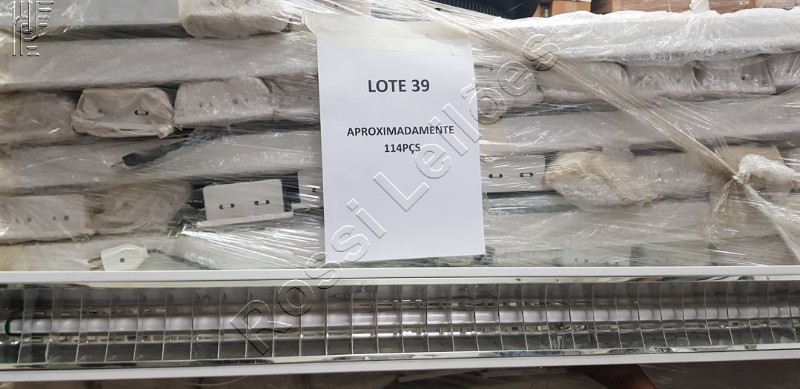 LOTE 39
APROXIMADAMENTE
114PÇS
Rossi Leilões